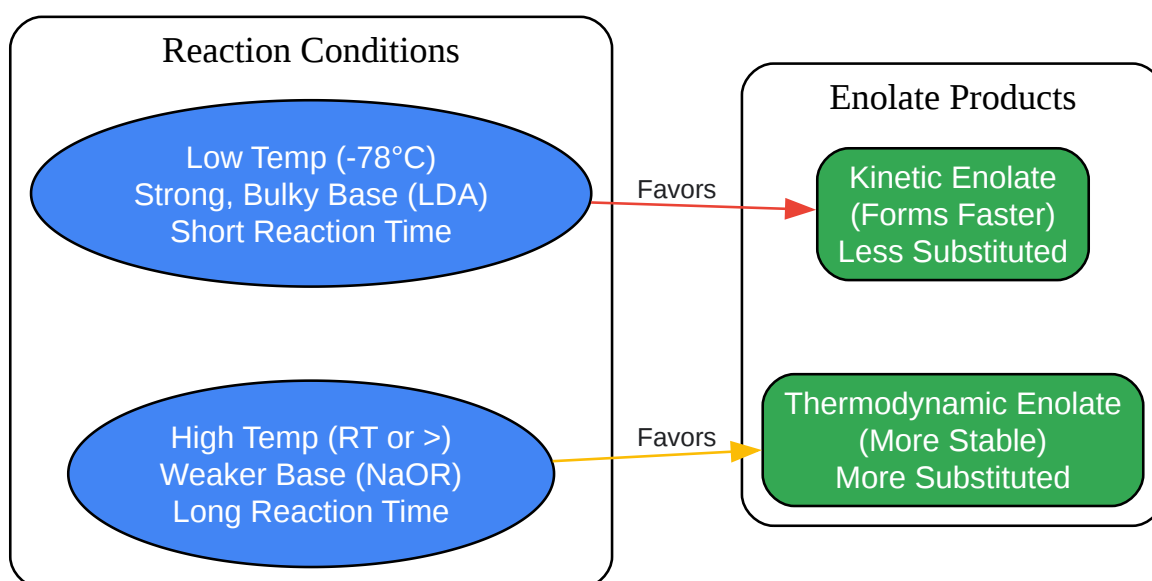 Reaction Conditions
Low Temp (-78°C)
Strong, Bulky Base (LDA)
Short Reaction Time
Favors
Enolate Products
Kinetic Enolate
(Forms Faster)
Less Substituted
High Temp (RT or >)
Weaker Base (NaOR)
Long Reaction Time
Favors
Thermodynamic Enolate
(More Stable)
More Substituted